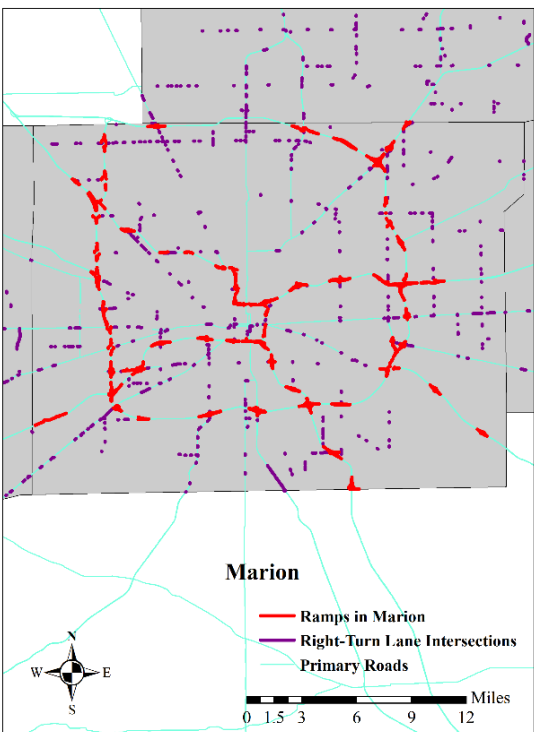 Marion
Ramps in Marion
Right-Turn Lane Intersections
Primary Roads
N
W E
S
Miles
0 1.5 3 6 9 12